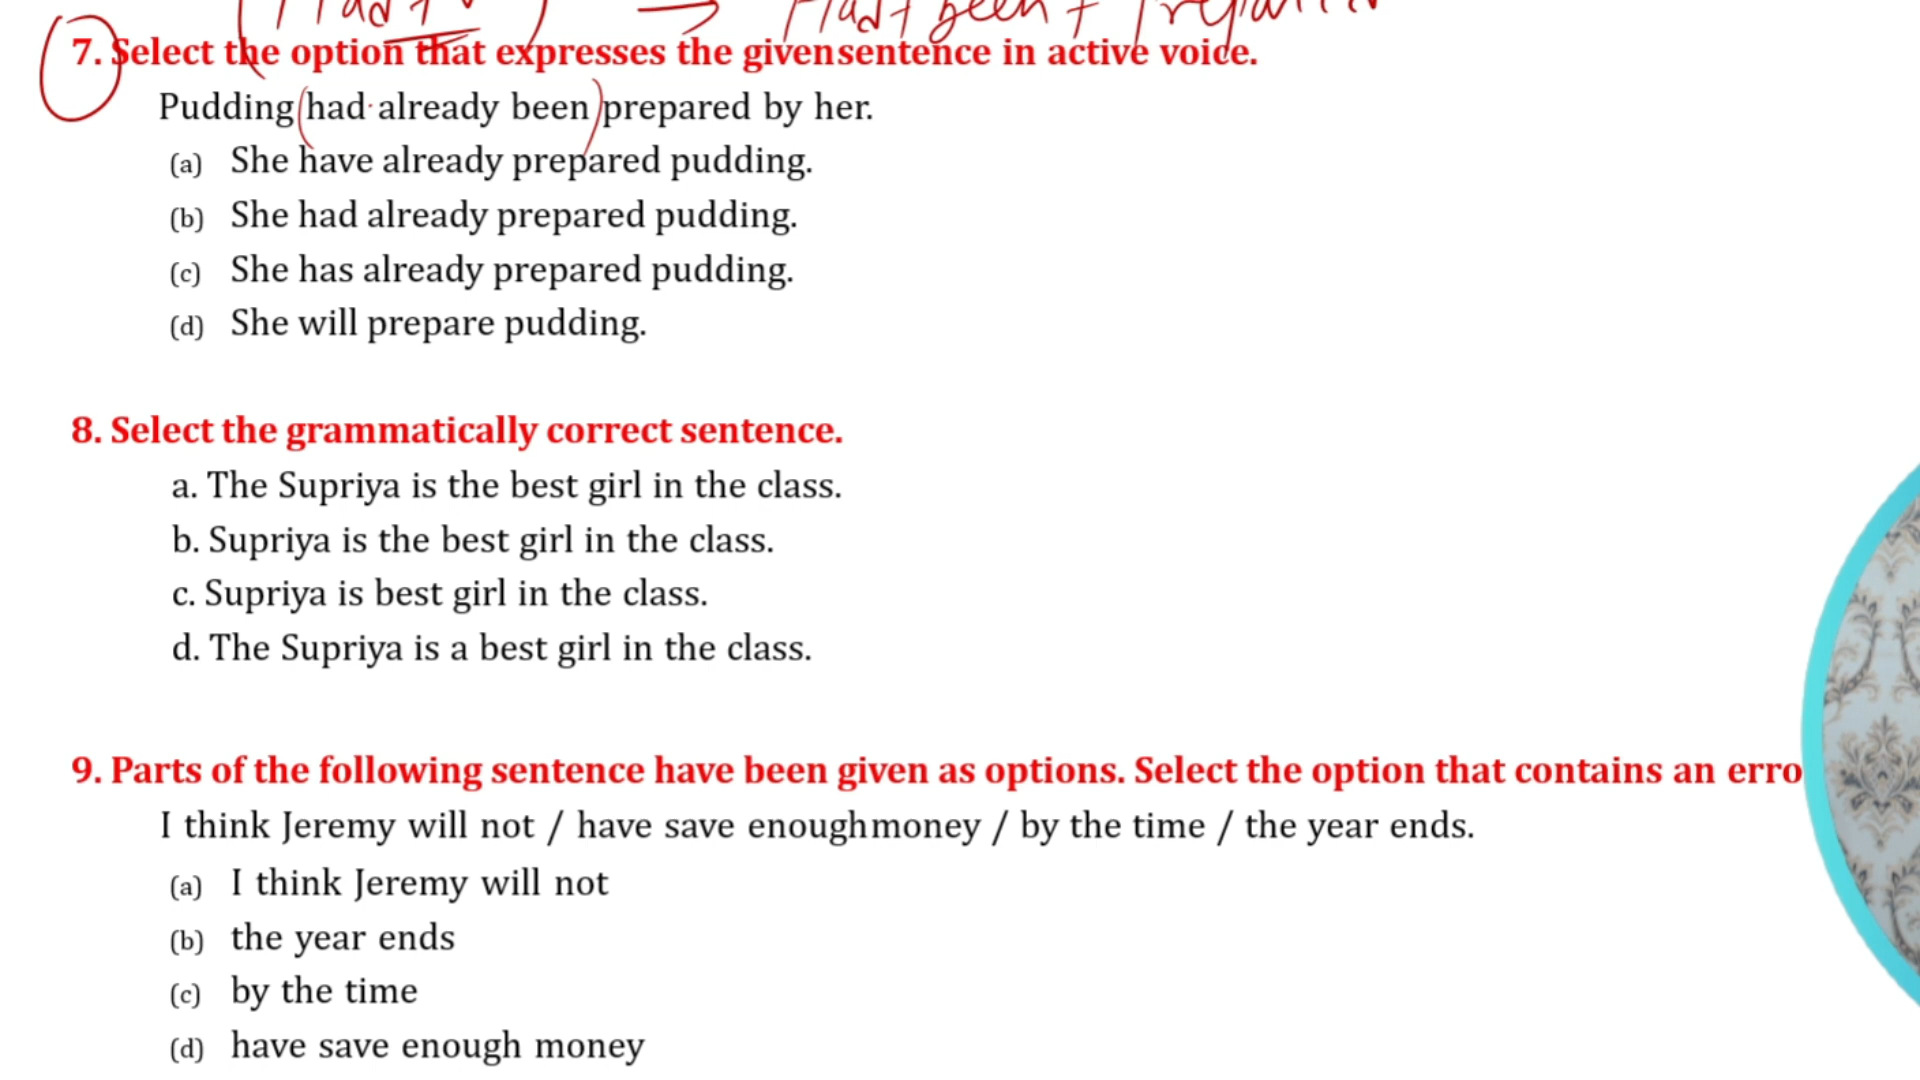 Had + V → Had + been +
7. Select the option that expresses the givensentence in active voice.
Pudding (had already been) prepared by her.
(a) She have already prepared pudding.
(b) She had already prepared pudding.
(c) She has already prepared pudding.
(d) She will prepare pudding.
8. Select the grammatically correct sentence.
a. The Supriya is the best girl in the class.
b. Supriya is the best girl in the class.
c. Supriya is best girl in the class.
d. The Supriya is a best girl in the class.
9. Parts of the following sentence have been given as options. Select the option that contains an erro
I think Jeremy will not / have save enoughmoney / by the time / the year ends.
(a) I think Jeremy will not
(b) the year ends
(c) by the time
(d) have save enough money